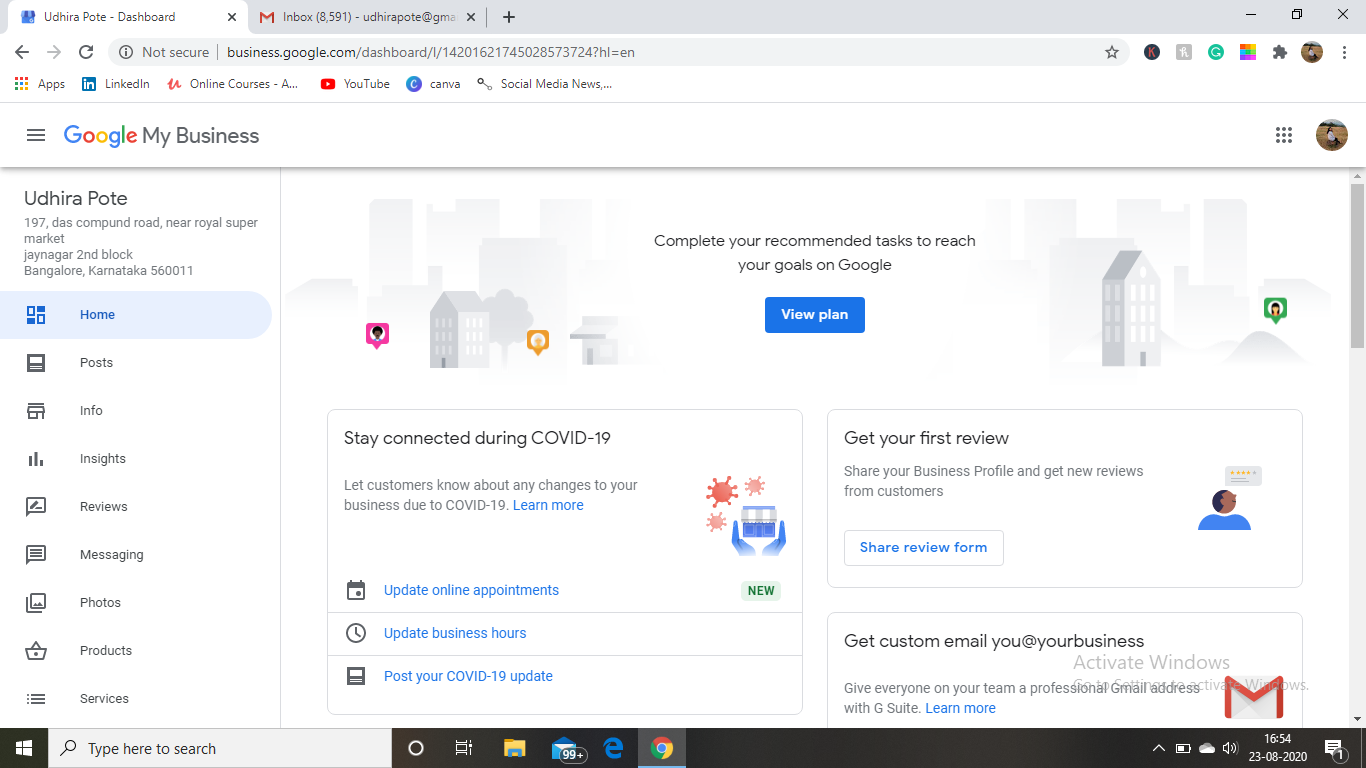 Udhira Pote - Dashboard
Inbox (8,591) - udhirapote@gma
Not secure
business.google.com/dashboard/l/14201621745028573724?hl=en
Apps
LinkedIn
Online Courses - A...
YouTube
canva
Social Media News,...
Google My Business
Udhira Pote
197, das compund road, near royal super
market
jaynagar 2nd block
Bangalore, Karnataka 560011
Home
Posts
Info
Insights
Reviews
Messaging
Photos
Products
Services
Complete your recommended tasks to reach
your goals on Google
View plan
Stay connected during COVID-19
Let customers know about any changes to your
business due to COVID-19. Learn more
Update online appointments
NEW
Update business hours
Post your COVID-19 update
Get your first review
Share your Business Profile and get new reviews
from customers
Share review form
Get custom email you@yourbusiness
Give everyone on your team a professional Gmail address
with G Suite. Learn more
Activate Windows
Go to Settings to activate Windows.
Type here to search
99+
16:54
23-08-2020
1